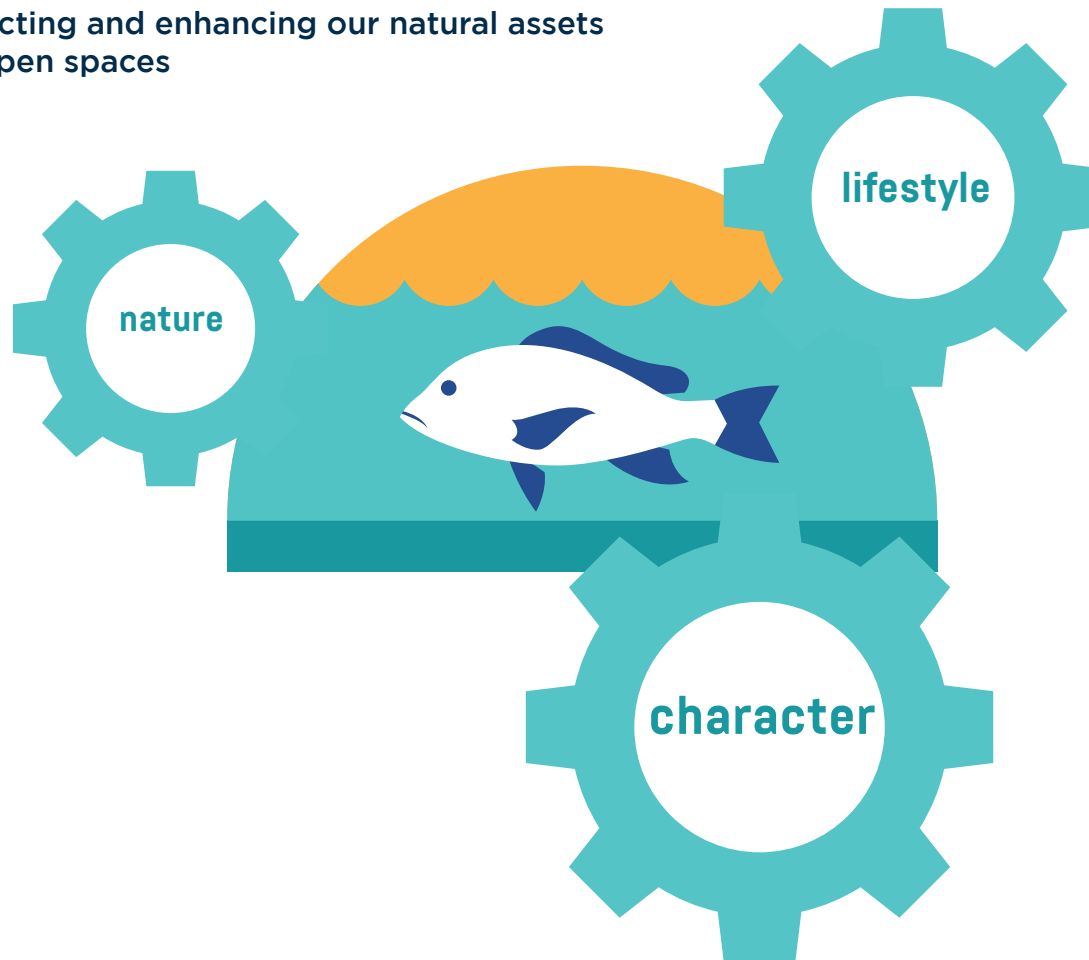 cting and enhancing our natural assets
pen spaces
lifestyle
nature
character